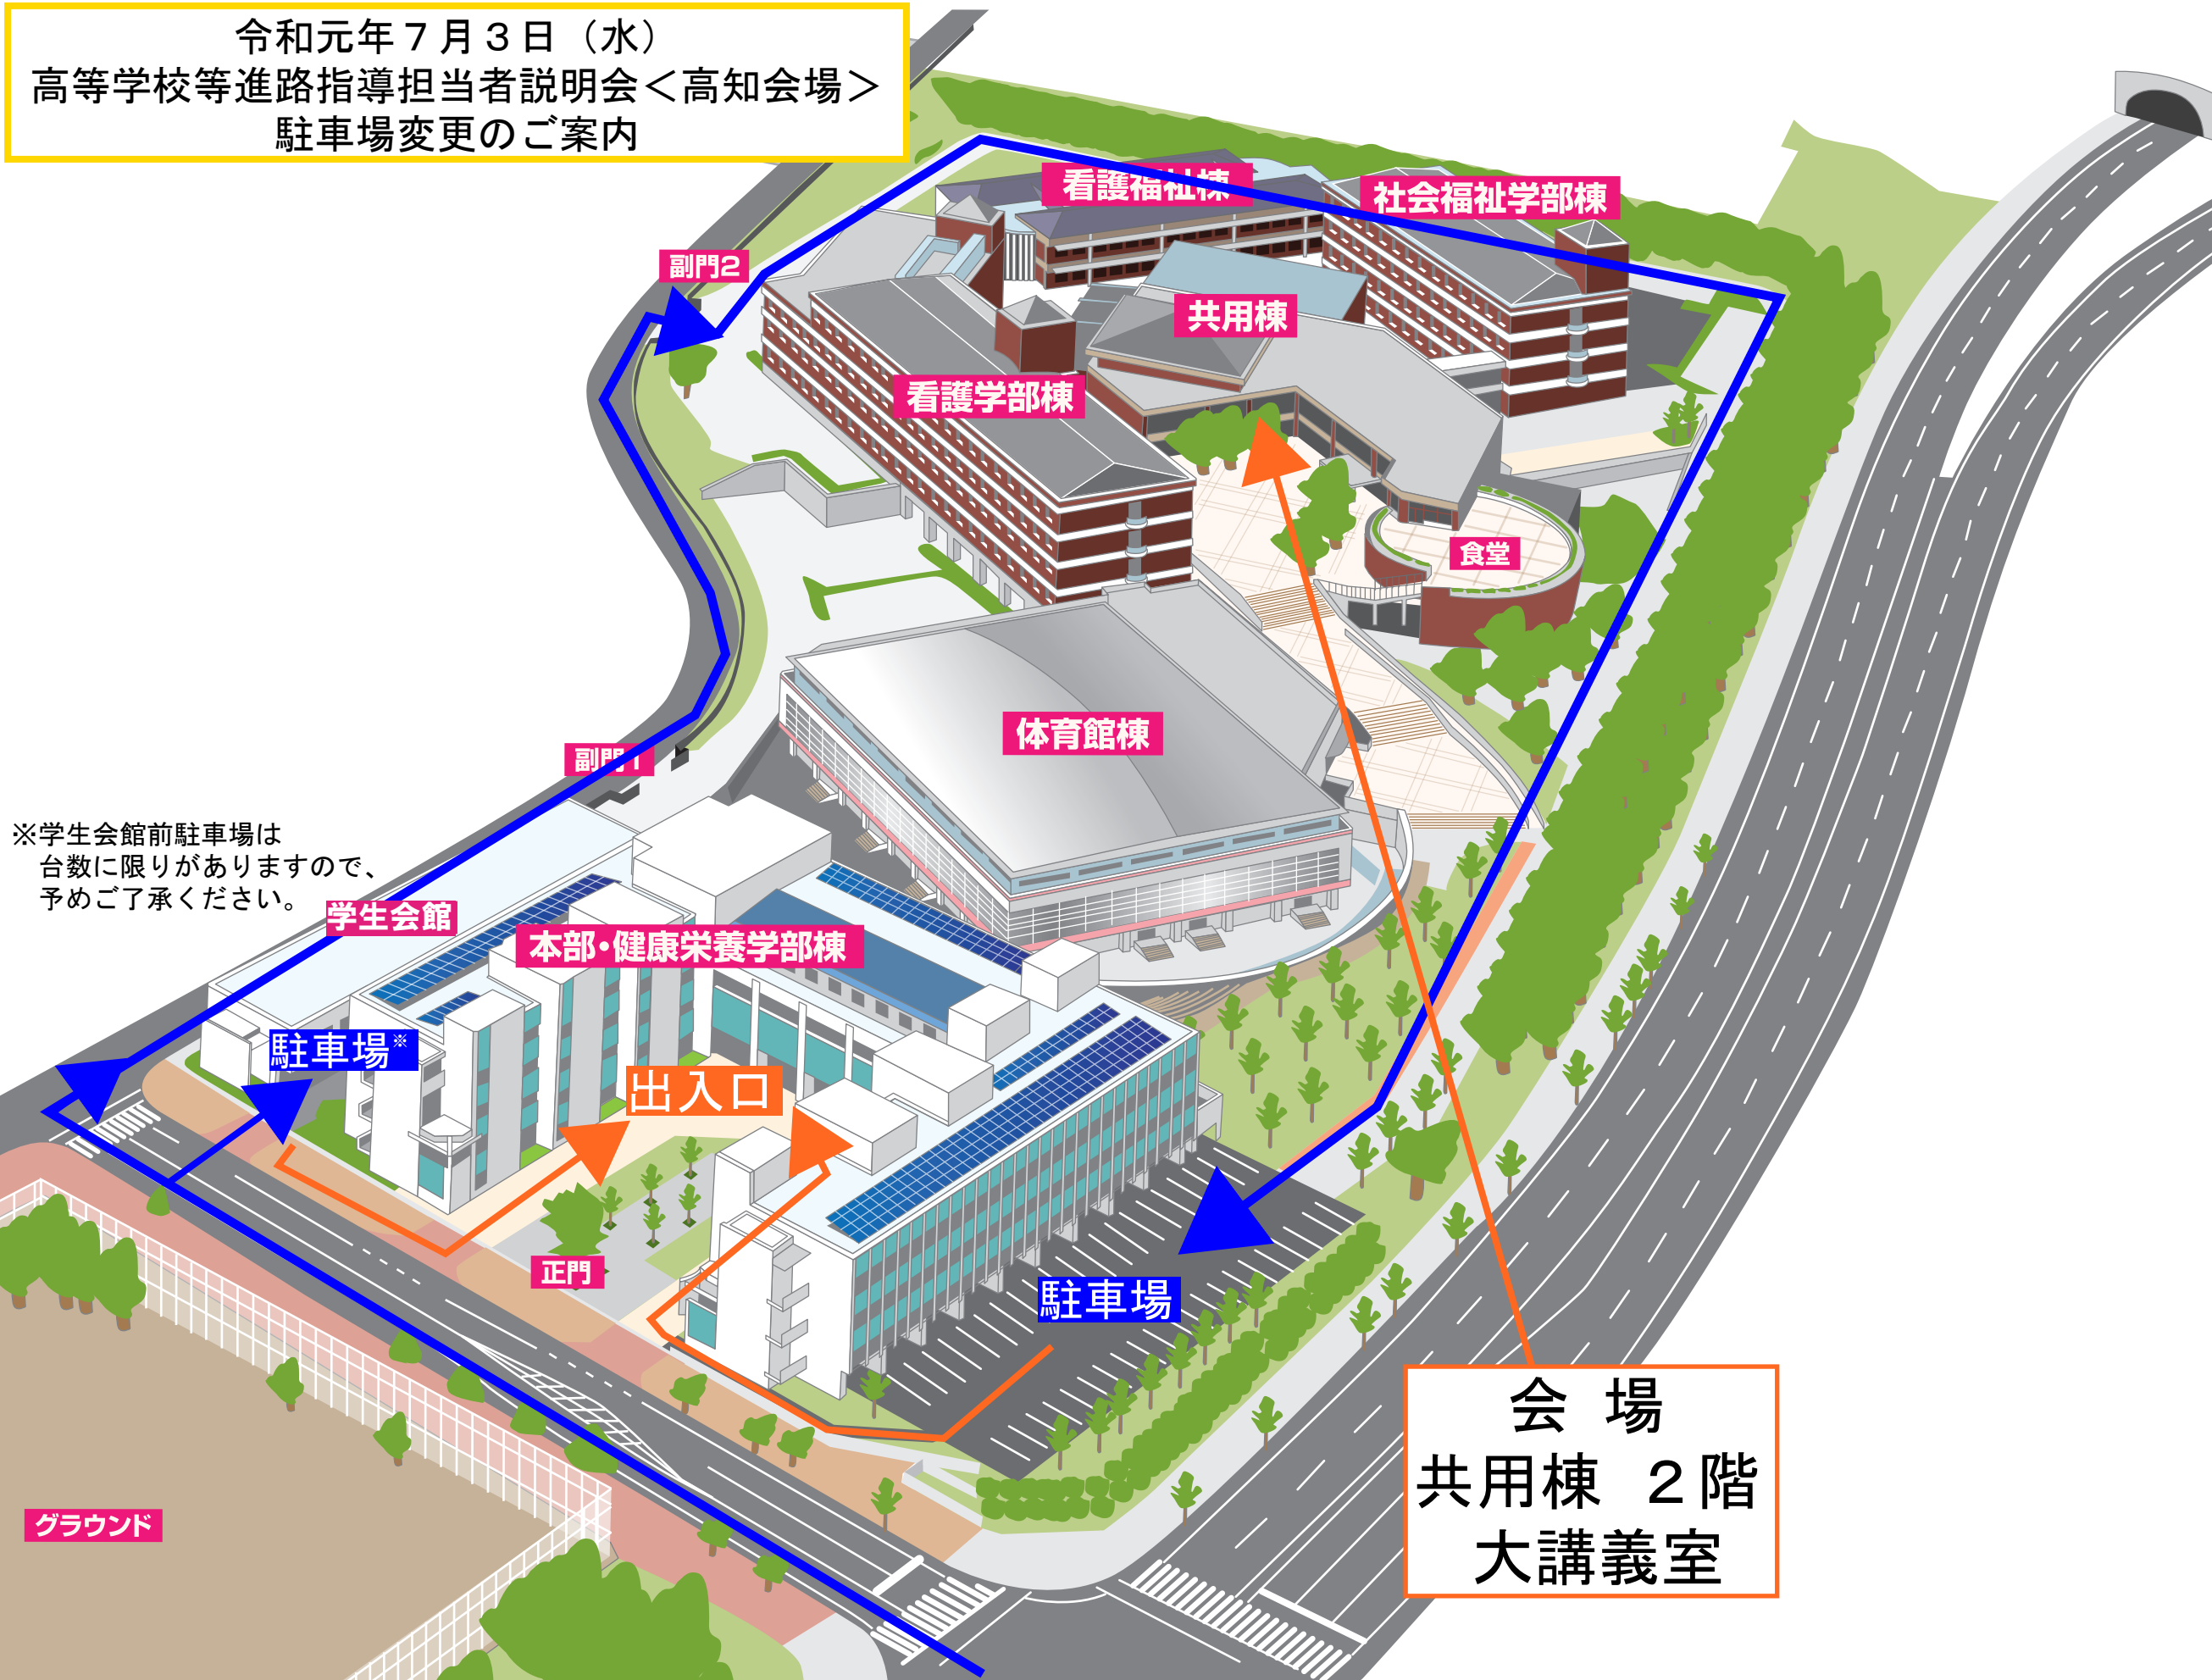 令和元年７月３日（水）
高等学校等進路指導担当者説明会＜高知会場＞
駐車場変更のご案内
看護福祉棟
社会福祉学部棟
副門2
共用棟
看護学部棟
食堂
体育館棟
副門1
※学生会館前駐車場は
台数に限りがありますので、
予めご了承ください。
学生会館
本部・健康栄養学部棟
駐車場※
出入口
正門
駐車場
会 場
共用棟 ２階
大講義室
グラウンド